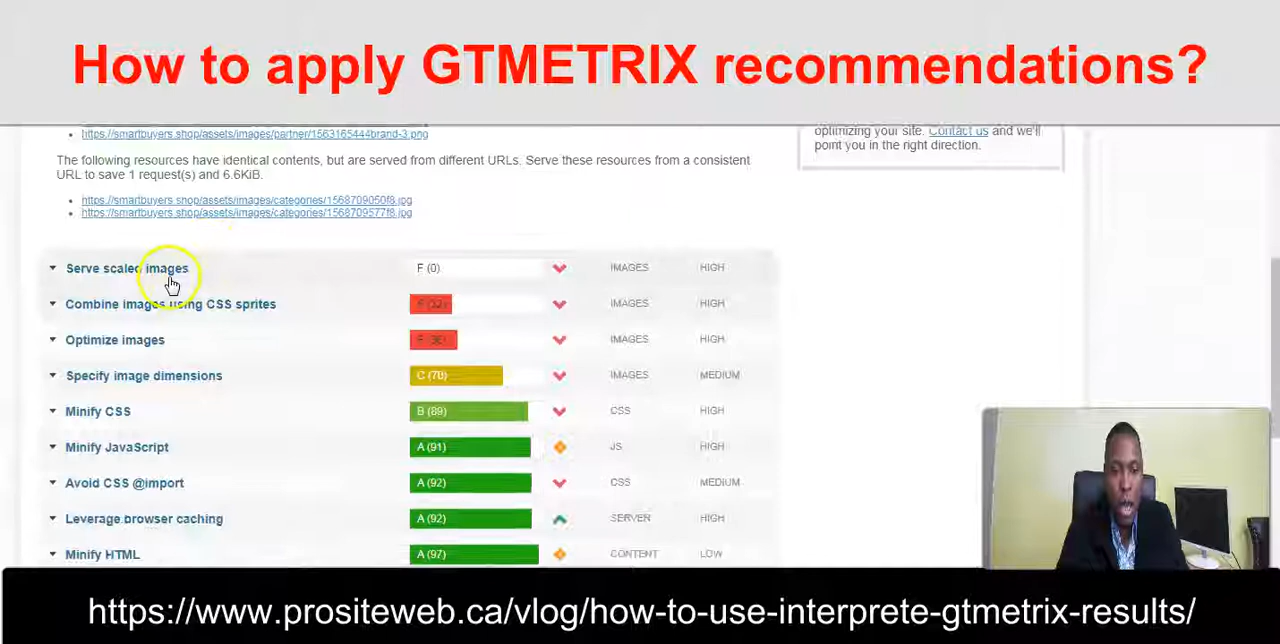 How to apply GTMETRIX recommendations?
https://smartbuyers.shop/assets/images/partner/1563165444brand-3.png
optimizing your site. Contact us and we'll
point you in the right direction.
The following resources have identical contents, but are served from different URLs. Serve these resources from a consistent
URL to save 1 request(s) and 6.6KiB.
https://smartbuyers.shop/assets/images/categories/1568709050f8.jpg
https://smartbuyers.shop/assets/images/categories/1568709577f8.jpg
Serve scaled images F (0) IMAGES HIGH
Combine images using CSS sprites IMAGES HIGH
Optimize images IMAGES HIGH
Specify image dimensions C (78) IMAGES MEDIUM
Minify CSS B (89) CSS HIGH
Minify JavaScript A (91) JS HIGH
Avoid CSS @import A (92) CSS MEDIUM
Leverage browser caching A (92) SERVER HIGH
Minify HTML A (97) CONTENT LOW
https://www.prositeweb.ca/vlog/how-to-use-interprete-gtmetrix-results/